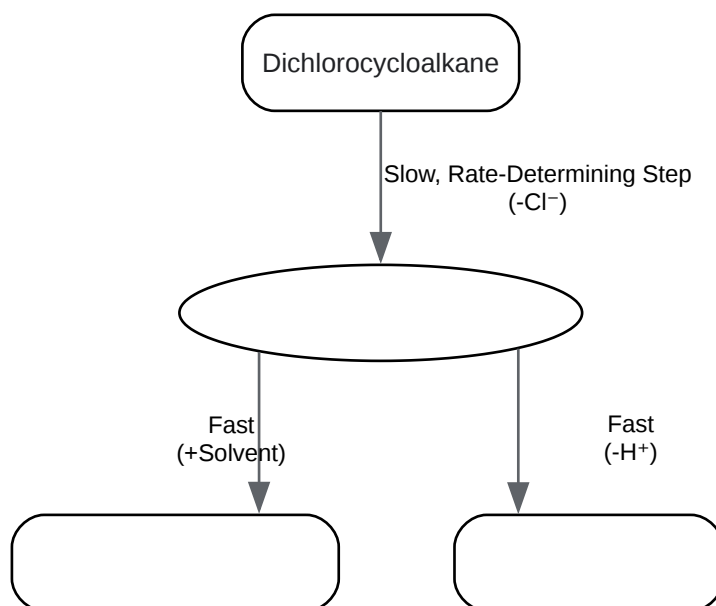 Dichlorocycloalkane
Slow, Rate-Determining Step
(-Cl⁻)
Fast
(+Solvent)
Fast
(-H⁺)